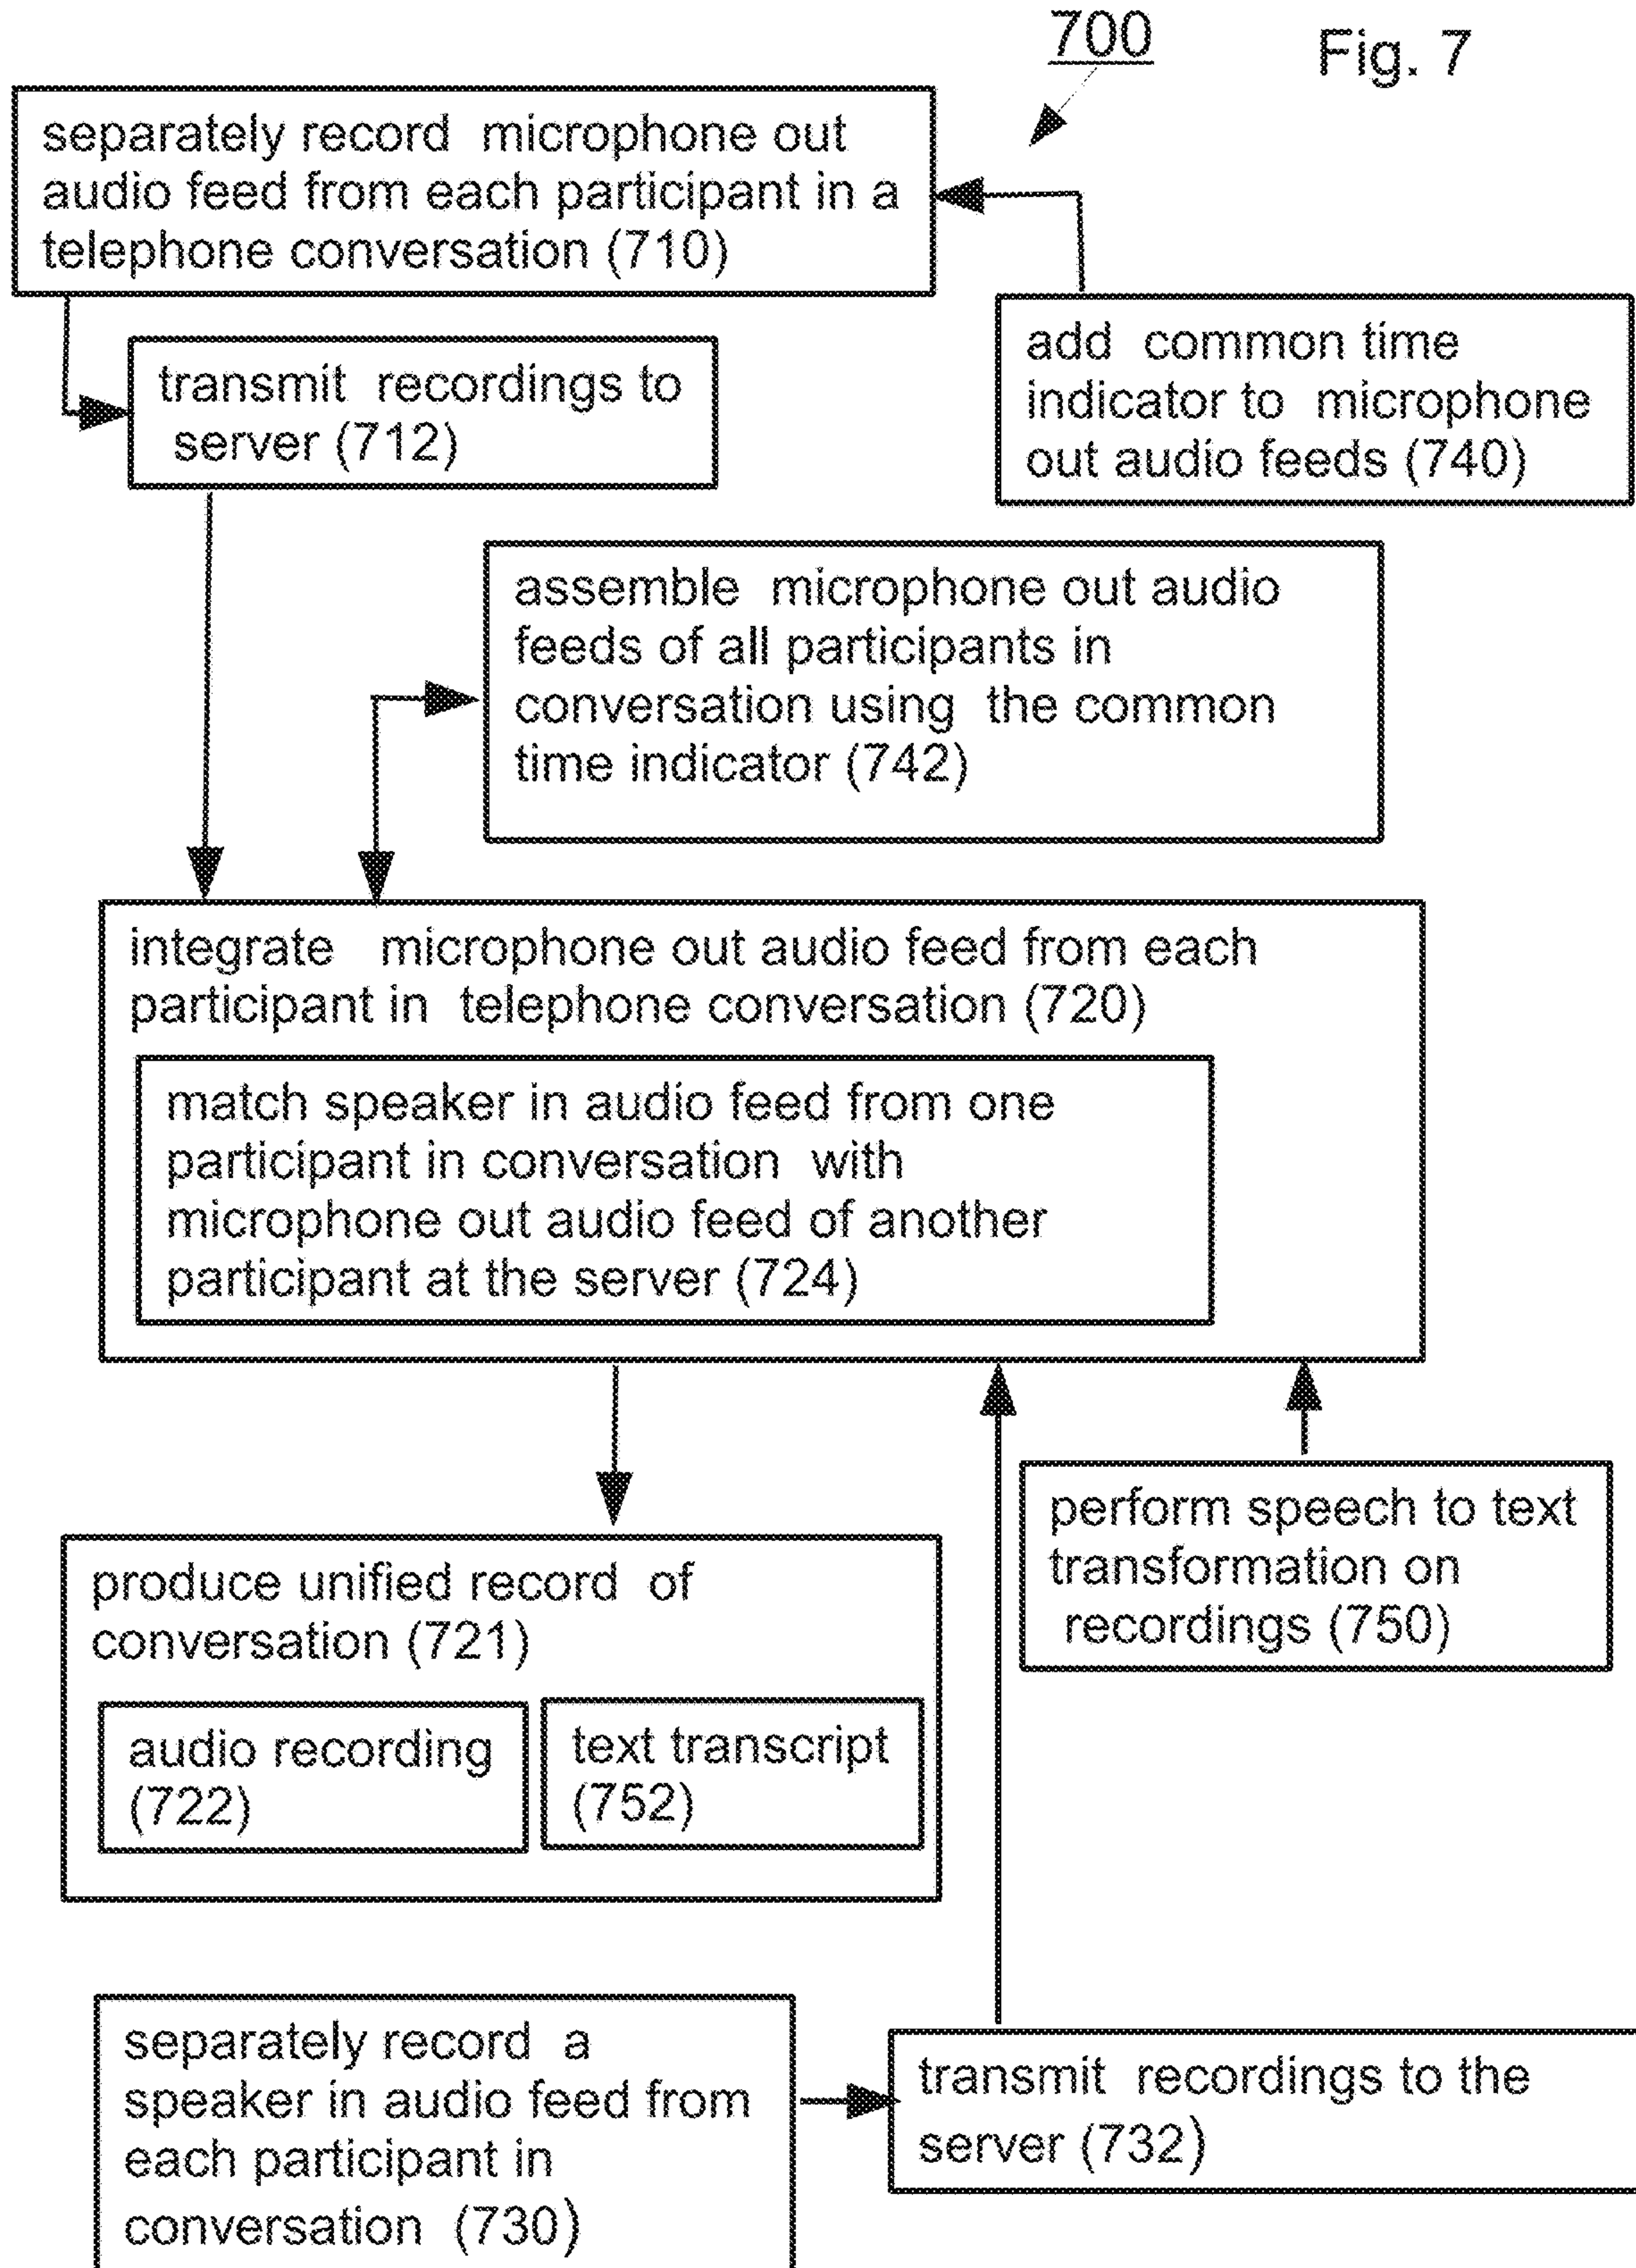 700
Fig. 7
separately record microphone out
audio feed from each participant in a
telephone conversation (710)
transmit recordings to
server (712)
add common time
indicator to microphone
out audio feeds (740)
assemble microphone out audio
feeds of all participants in
conversation using the common
time indicator (742)
integrate microphone out audio feed from each
participant in telephone conversation (720)
match speaker in audio feed from one
participant in conversation with
microphone out audio feed of another
participant at the server (724)
produce unified record of
conversation (721)
audio recording
(722)
text transcript
(752)
perform speech to text
transformation on
recordings (750)
separately record a
speaker in audio feed from
each participant in
conversation (730)
transmit recordings to the
server (732)